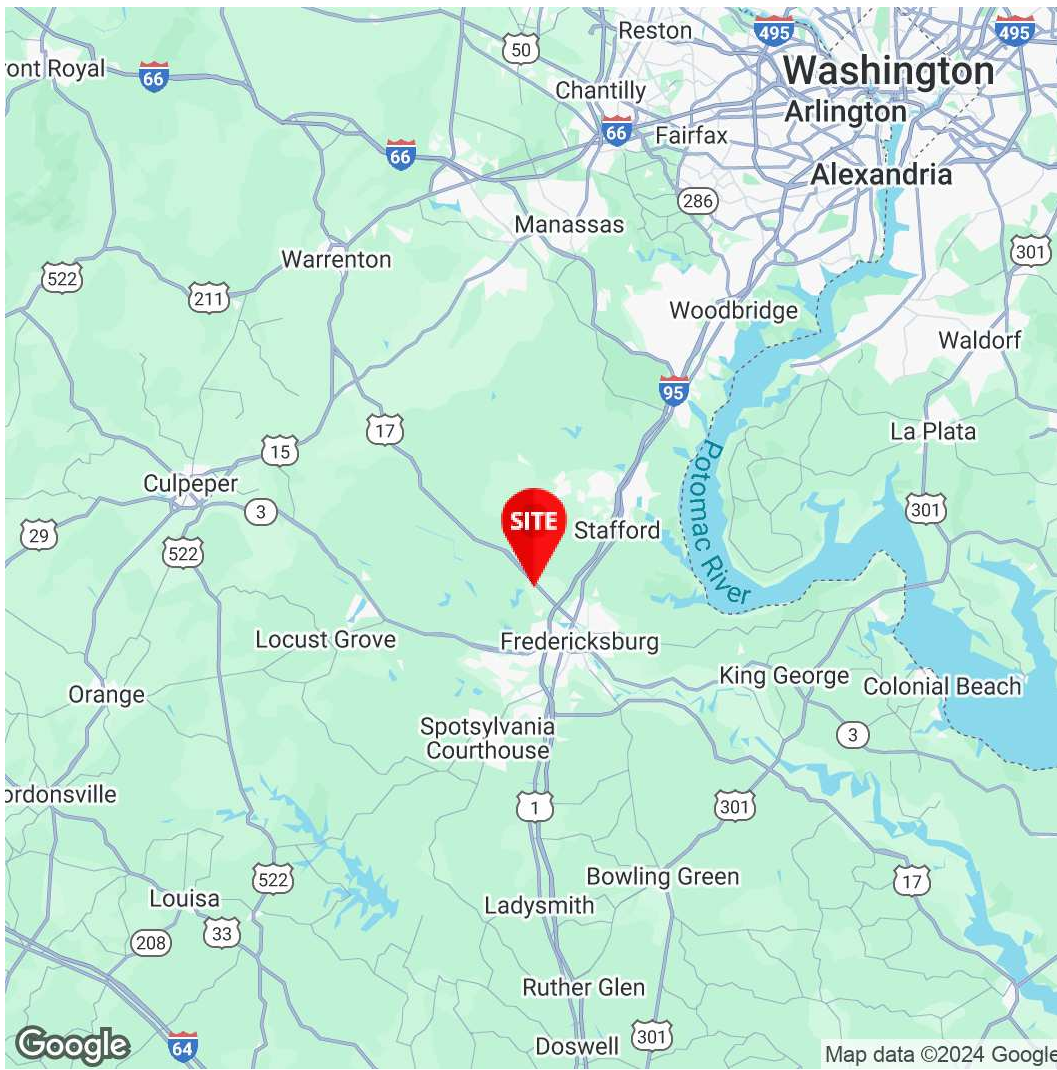 Reston
495
495
50
ont Royal
66
Washington
Chantilly
Arlington
66
Fairfax
66
Alexandria
286
Manassas
301
Warrenton
522
211
Woodbridge
Waldorf
95
17
La Plata
15
Culpeper
Potomac River
3
301
SITE
Stafford
29
522
Locust Grove
Fredericksburg
King George
Colonial Beach
Orange
Spotsylvania
Courthouse
3
ordonsville
1
301
522
Bowling Green
17
Louisa
Ladysmith
208
33
Ruther Glen
Google
64
Doswell
301
Map data ©2024 Google